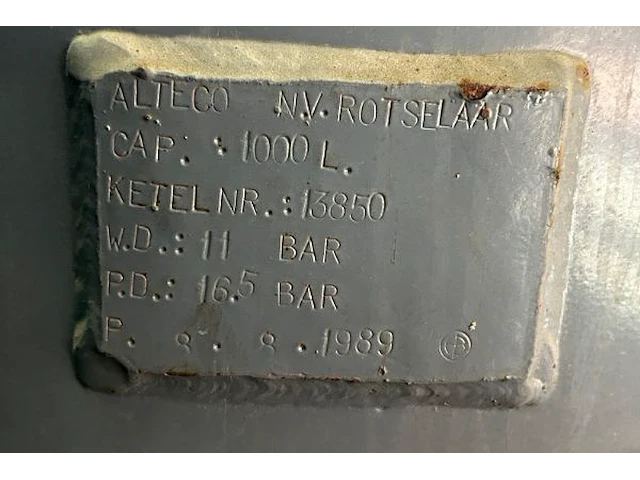 ALTECO N.V. ROTSELAAR
CAP. : 1000 L.
KETEL NR. : 13850
W.D. : 11 BAR
P.D. : 16.5 BAR
P. 8. 8. 1989